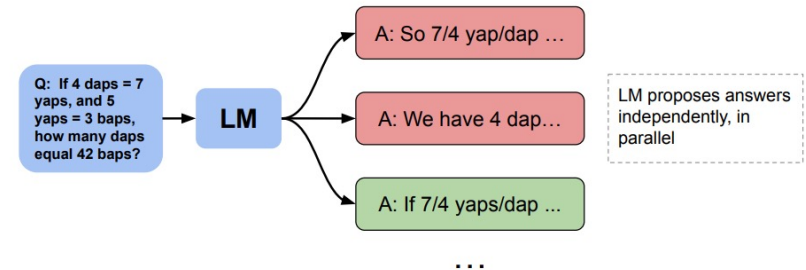 Q: If 4 daps = 7
yaps, and 5
yaps = 3 baps,
how many daps
equal 42 baps?
LM
A: So 7/4 yap/dap …
A: We have 4 dap…
A: If 7/4 yaps/dap ...
...
LM proposes answers
independently, in
parallel